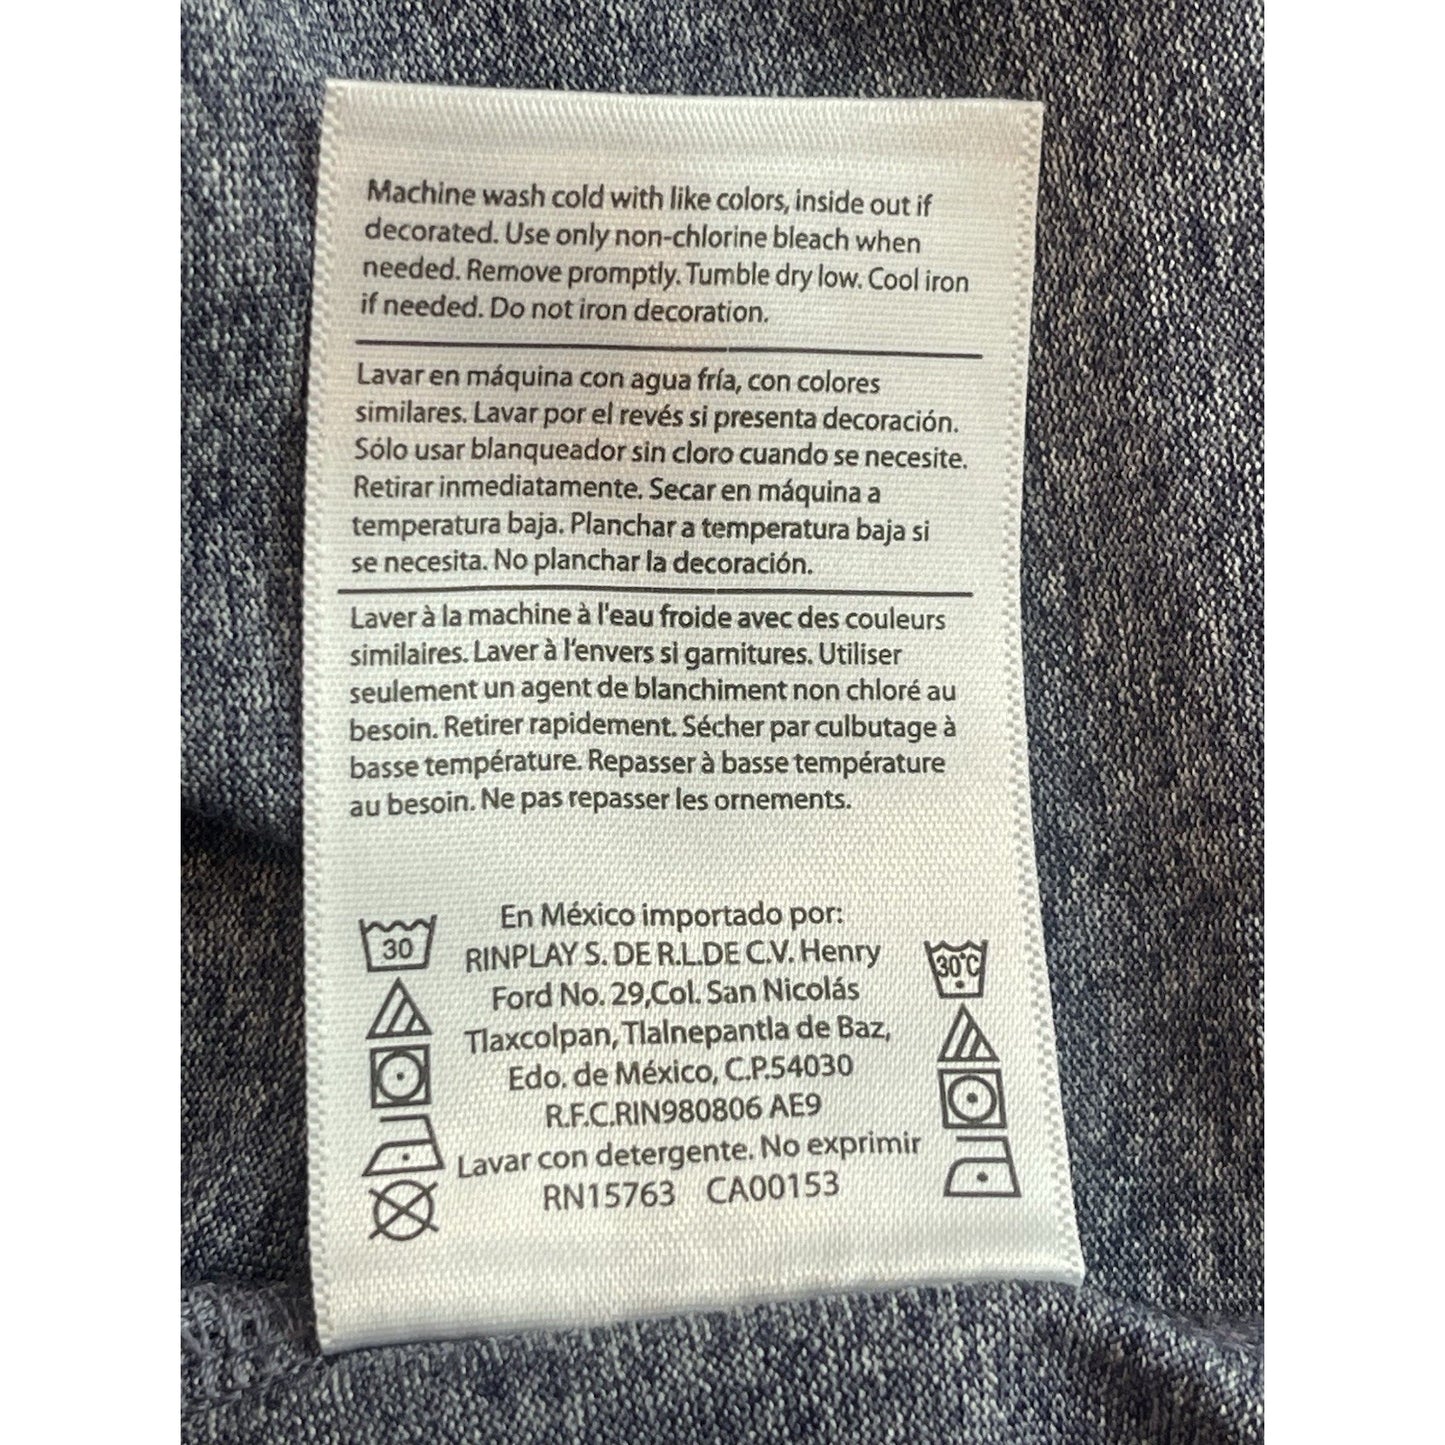 Machine wash cold with like colors, inside out if
decorated. Use only non-chlorine bleach when
needed. Remove promptly. Tumble dry low. Cool iron
if needed. Do not iron decoration.
Lavar en máquina con agua fría, con colores
similares. Lavar por el revés si presenta decoración.
Sólo usar blanqueador sin cloro cuando se necesite.
Retirar inmediatamente. Secar en máquina a
temperatura baja. Planchar a temperatura baja si
se necesita. No planchar la decoración.
Laver à la machine à l'eau froide avec des couleurs
similaires. Laver à l'envers si garnitures. Utiliser
seulement un agent de blanchiment non chloré au
besoin. Retirer rapidement. Sécher par culbutage à
basse température. Repasser à basse température
au besoin. Ne pas repasser les ornements.
30
En México importado por:
RINPLAY S. DE R.L.DE C.V. Henry
Ford No. 29,Col. San Nicolás
Tlaxcolpan, Tlalnepantla de Baz,
Edo. de México, C.P.54030
R.F.C.RIN980806 AE9
Lavar con detergente. No exprimir
RN15763 CA00153
30°C